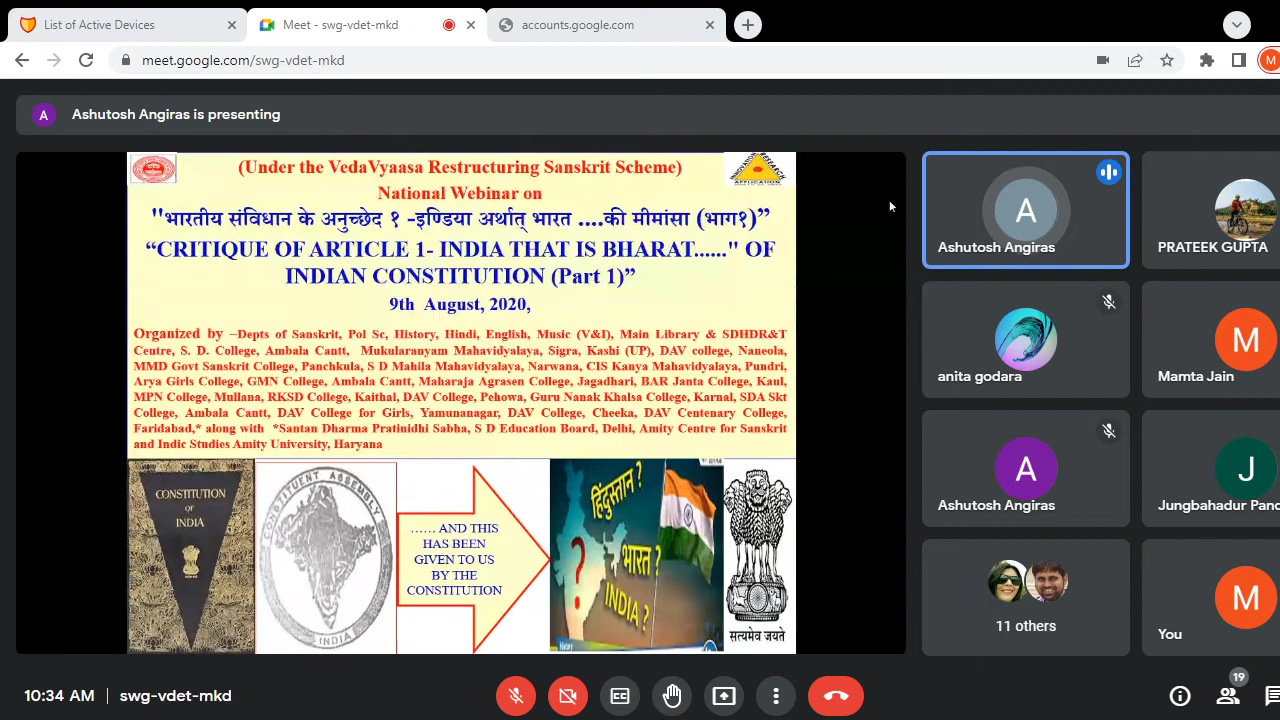 List of Active Devices
Meet - swg-vdet-mkd
accounts.google.com
meet.google.com/swg-vdet-mkd
M
A
Ashutosh Angiras is presenting
(Under the VedaVyaasa Restructuring Sanskrit Scheme)
National Webinar on
"भारतीय संविधान के अनुच्छेद १ -इण्डिया अर्थात् भारत ....की मीमांसा (भाग१)”
“CRITIQUE OF ARTICLE 1- INDIA THAT IS BHARAT......" OF
INDIAN CONSTITUTION (Part 1)”
9th August, 2020,
Organized by –Depts of Sanskrit, Pol Sc, History, Hindi, English, Music (V&I), Main Library & SDHDR&T
Centre, S. D. College, Ambala Cantt, Mukularanyam Mahavidyalaya, Sigra, Kashi (UP), DAV college, Naneola,
MMD Govt Sanskrit College, Panchkula, S D Mahila Mahavidyalaya, Narwana, CIS Kanya Mahavidyalaya, Pundri,
Arya Girls College, GMN College, Ambala Cantt, Maharaja Agrasen College, Jagadhari, BAR Janta College, Kaul,
MPN College, Mullana, RKSD College, Kaithal, DAV College, Pehowa, Guru Nanak Khalsa College, Karnal, SDA Skt
College, Ambala Cantt, DAV College for Girls, Yamunanagar, DAV College, Cheeka, DAV Centenary College,
Faridabad,* along with *Santan Dharma Pratinidhi Sabha, S D Education Board, Delhi, Amity Centre for Sanskrit
and Indic Studies Amity University, Haryana
INNOVATION
RESEARCH
APPLICATION
CONSTITUTION
OF
INDIA
CONSTITUENT ASSEMBLY
INDIA
...... AND THIS
HAS BEEN
GIVEN TO US
BY THE
CONSTITUTION
हिंदुस्तान ?
?
भारत ?
INDIA ?
सत्यमेव जयते
A
Ashutosh Angiras
PRATEEK GUPTA
anita godara
M
Mamta Jain
A
Ashutosh Angiras
J
Jungbahadur Pand
11 others
M
You
10:34 AM
swg-vdet-mkd
CC
19